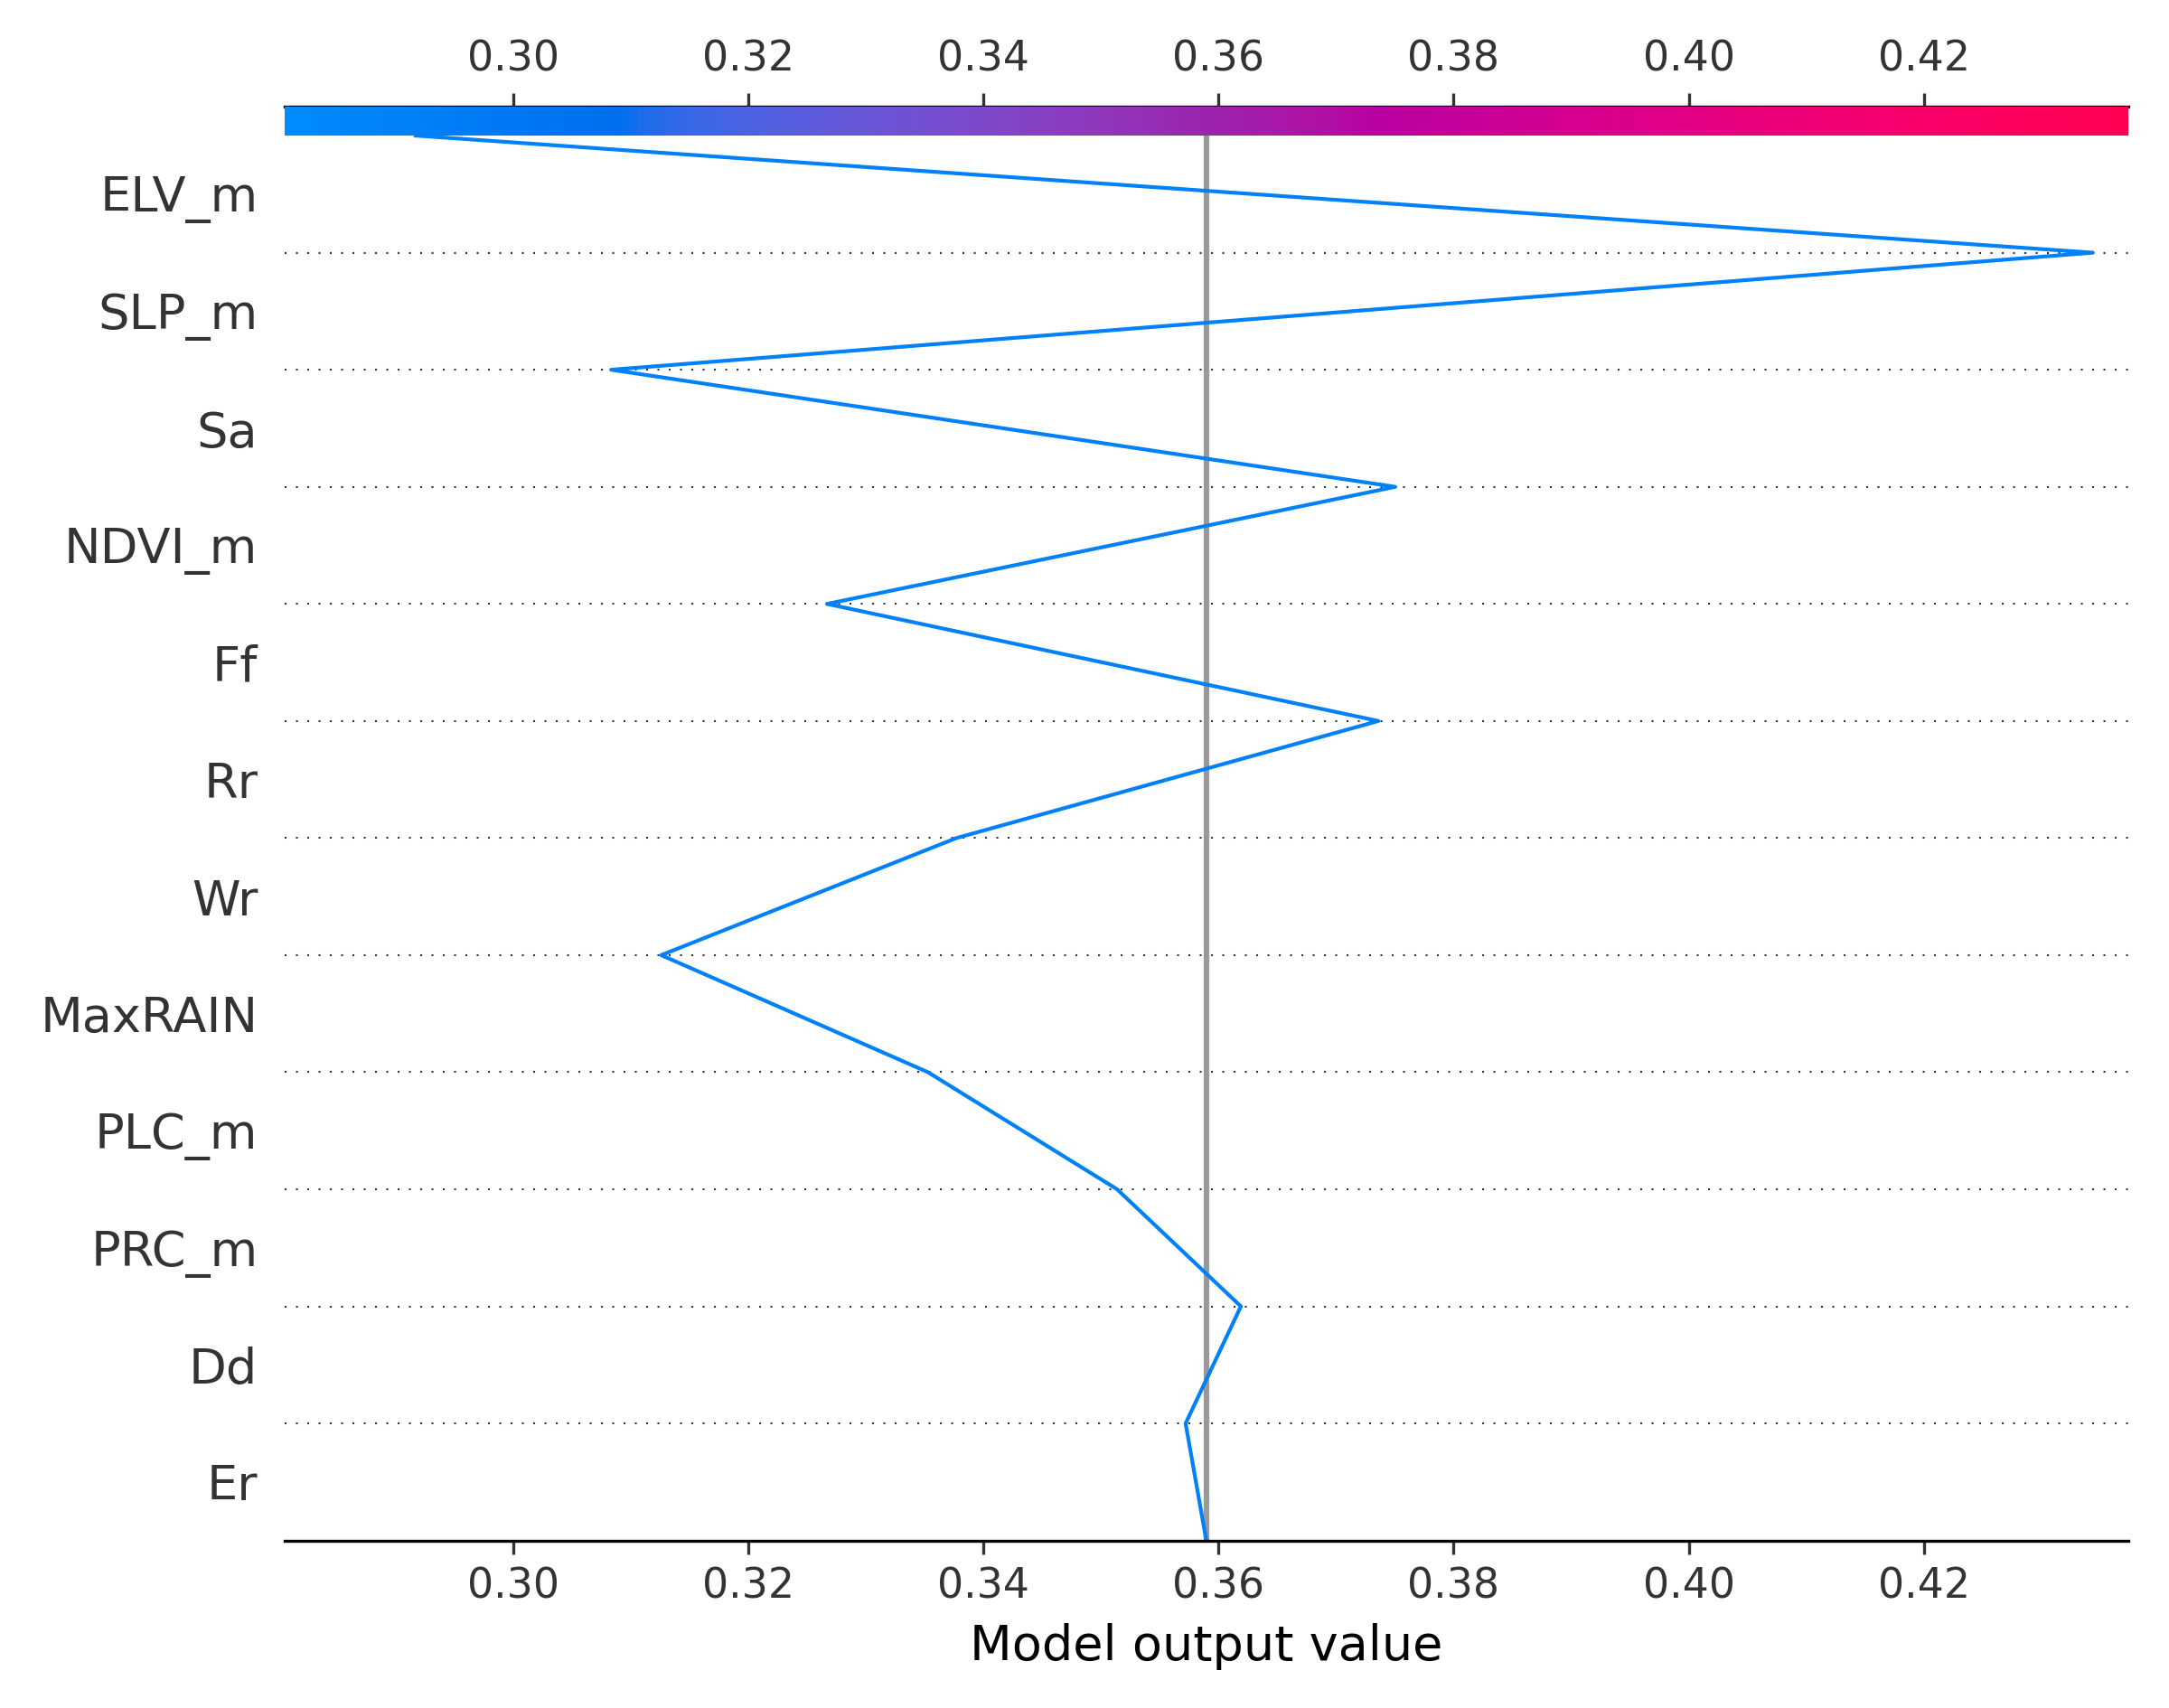 0.30 0.32 0.34 0.36 0.38 0.40 0.42
ELV_m
SLP_m
Sa
NDVI_m
Ff
Rr
Wr
MaxRAIN
PLC_m
PRC_m
Dd
Er
0.30 0.32 0.34 0.36 0.38 0.40 0.42
Model output value